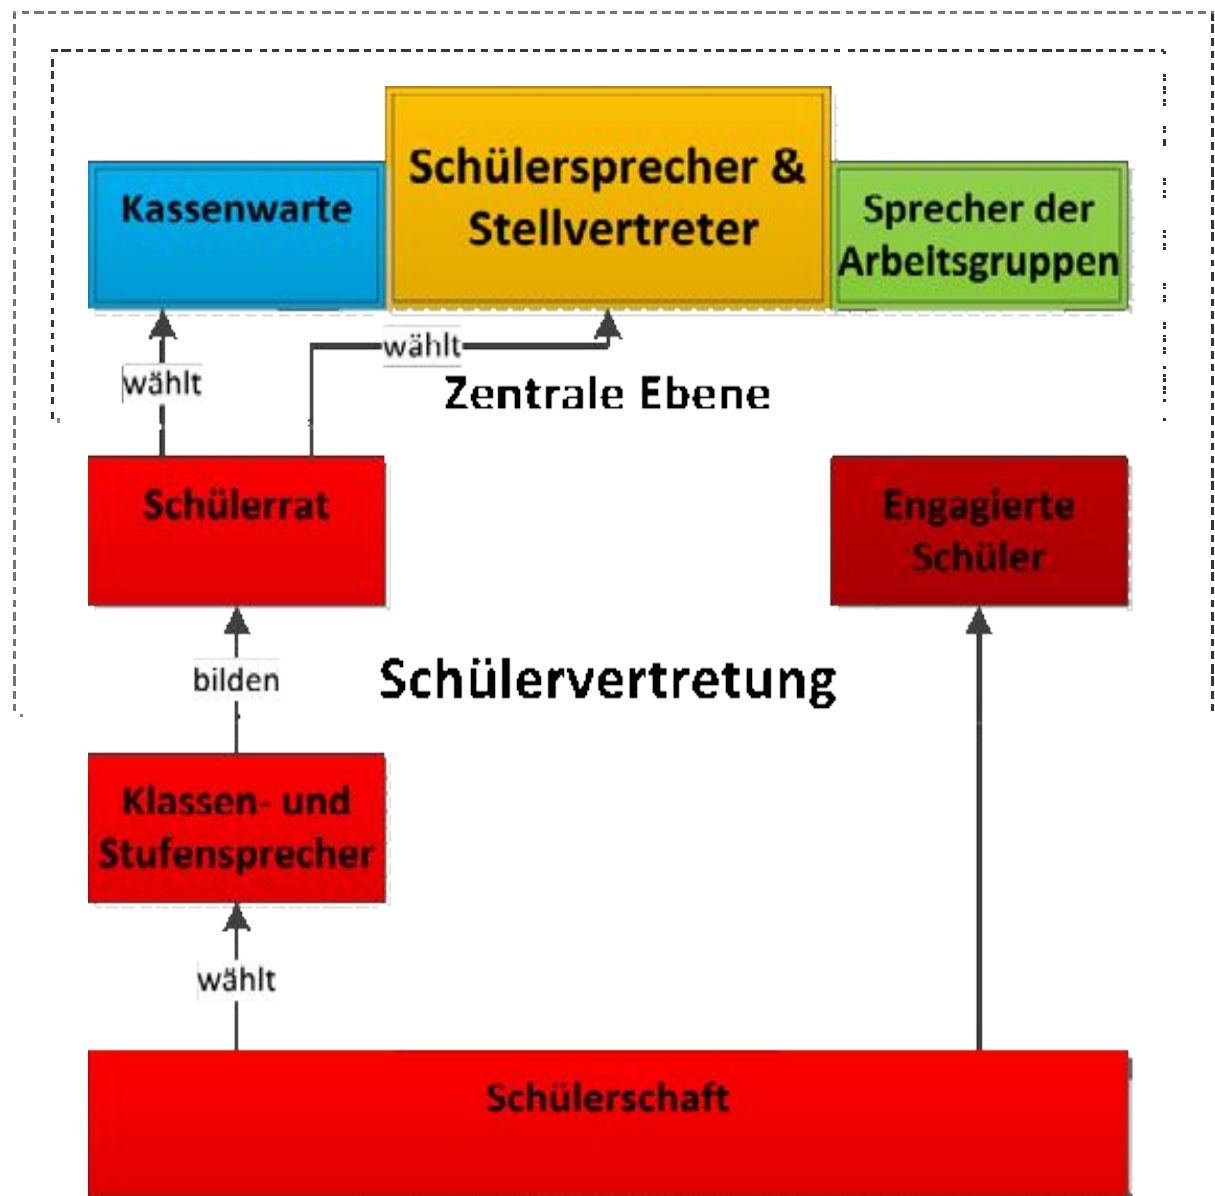 Schülersprecher &
Stellvertreter
Kassenwarte
Sprecher der
Arbeitsgruppen
wählt
wählt
Zentrale Ebene
Schülerrat
Engagierte
Schüler
bilden
Schülervertretung
Klassen- und
Stufensprecher
wählt
Schülerschaft